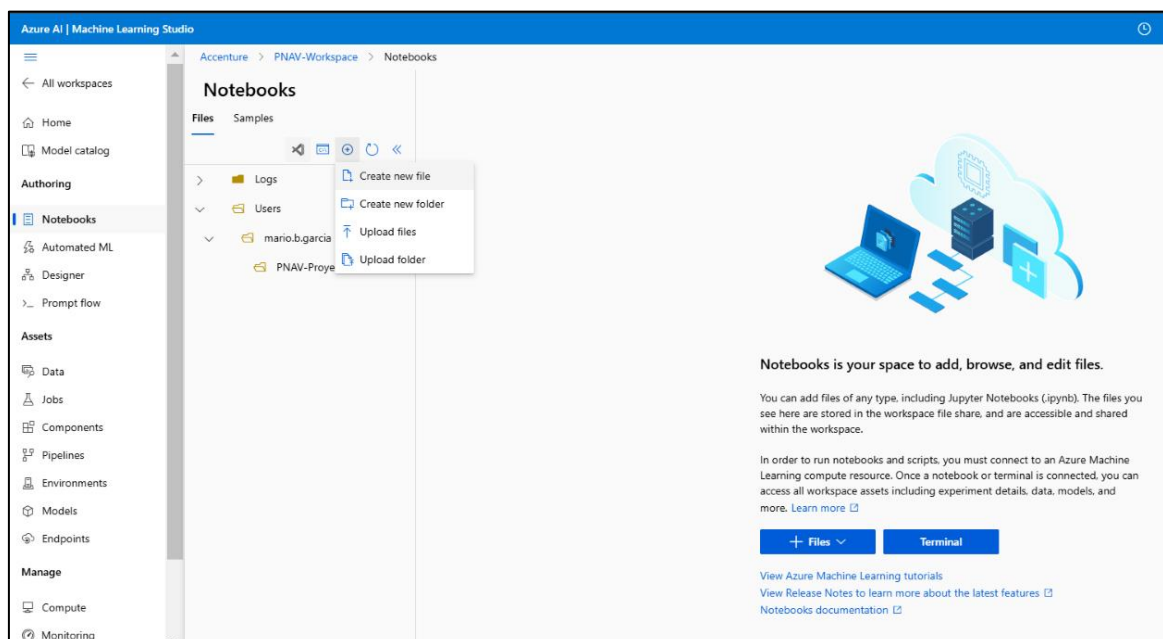 Azure AI | Machine Learning Studio
All workspaces
Home
Model catalog
Authoring
Notebooks
Automated ML
Designer
Prompt flow
Assets
Data
Jobs
Components
Pipelines
Environments
Models
Endpoints
Manage
Compute
Monitoring
Accenture > PNAV-Workspace > Notebooks
Notebooks
Files Samples
Logs
Users
mario.b.garcia
PNAV-Proye
Create new file
Create new folder
Upload files
Upload folder
Notebooks is your space to add, browse, and edit files.
You can add files of any type, including Jupyter Notebooks (.ipynb). The files you
see here are stored in the workspace file share, and are accessible and shared
within the workspace.
In order to run notebooks and scripts, you must connect to an Azure Machine
Learning compute resource. Once a notebook or terminal is connected, you can
access all workspace assets including experiment details, data, models, and
more. Learn more
+ Files Terminal
View Azure Machine Learning tutorials
View Release Notes to learn more about the latest features
Notebooks documentation